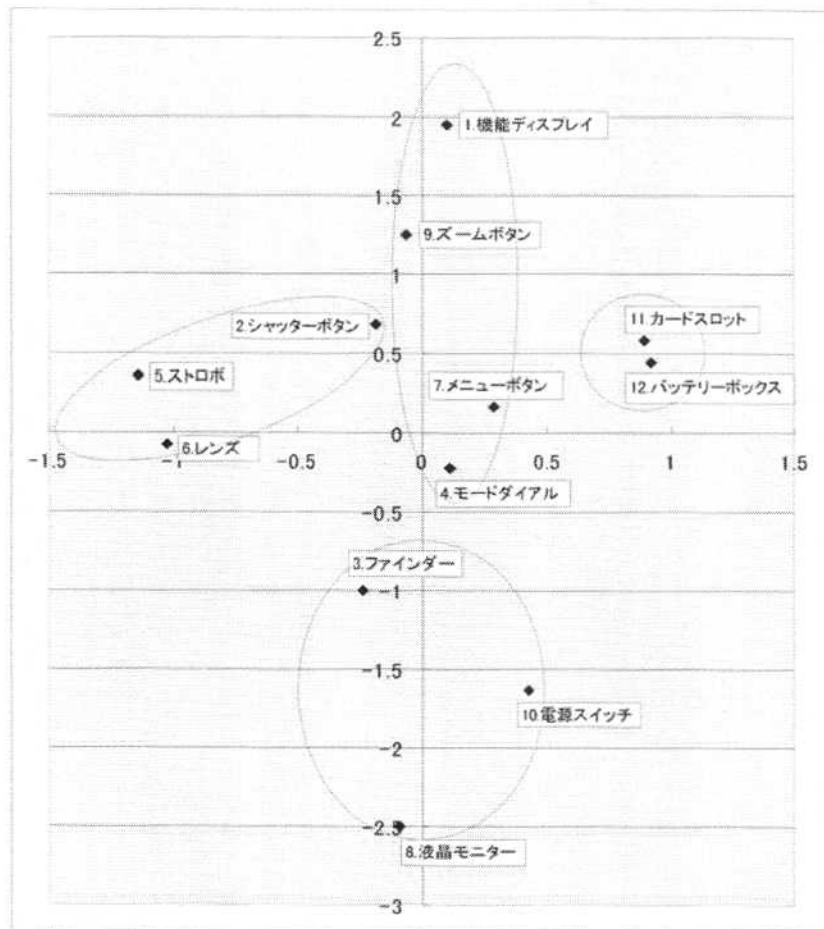 2.5
2
1.機能ディスプレイ
1.5
9.ズームボタン
1
2.シャッターボタン
11.カードスロット
0.5
5.ストロボ
7.メニューボタン
12.バッテリーボックス
6.レンズ
0
-1.5
-1
-0.5
0
0.5
1
1.5
4.モードダイアル
-0.5
3.ファインダー
-1
-1.5
10.電源スイッチ
-2
-2.5
8.液晶モニター
-3